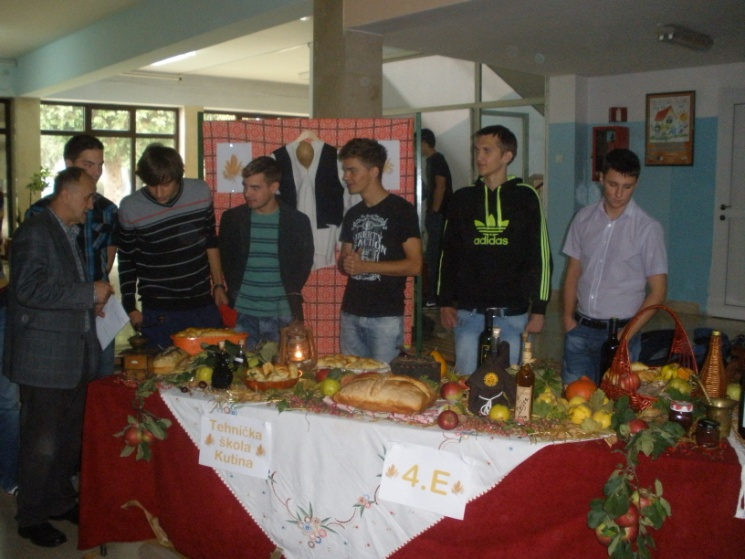 adidas
Tehnička
škola
Kutina
4.E